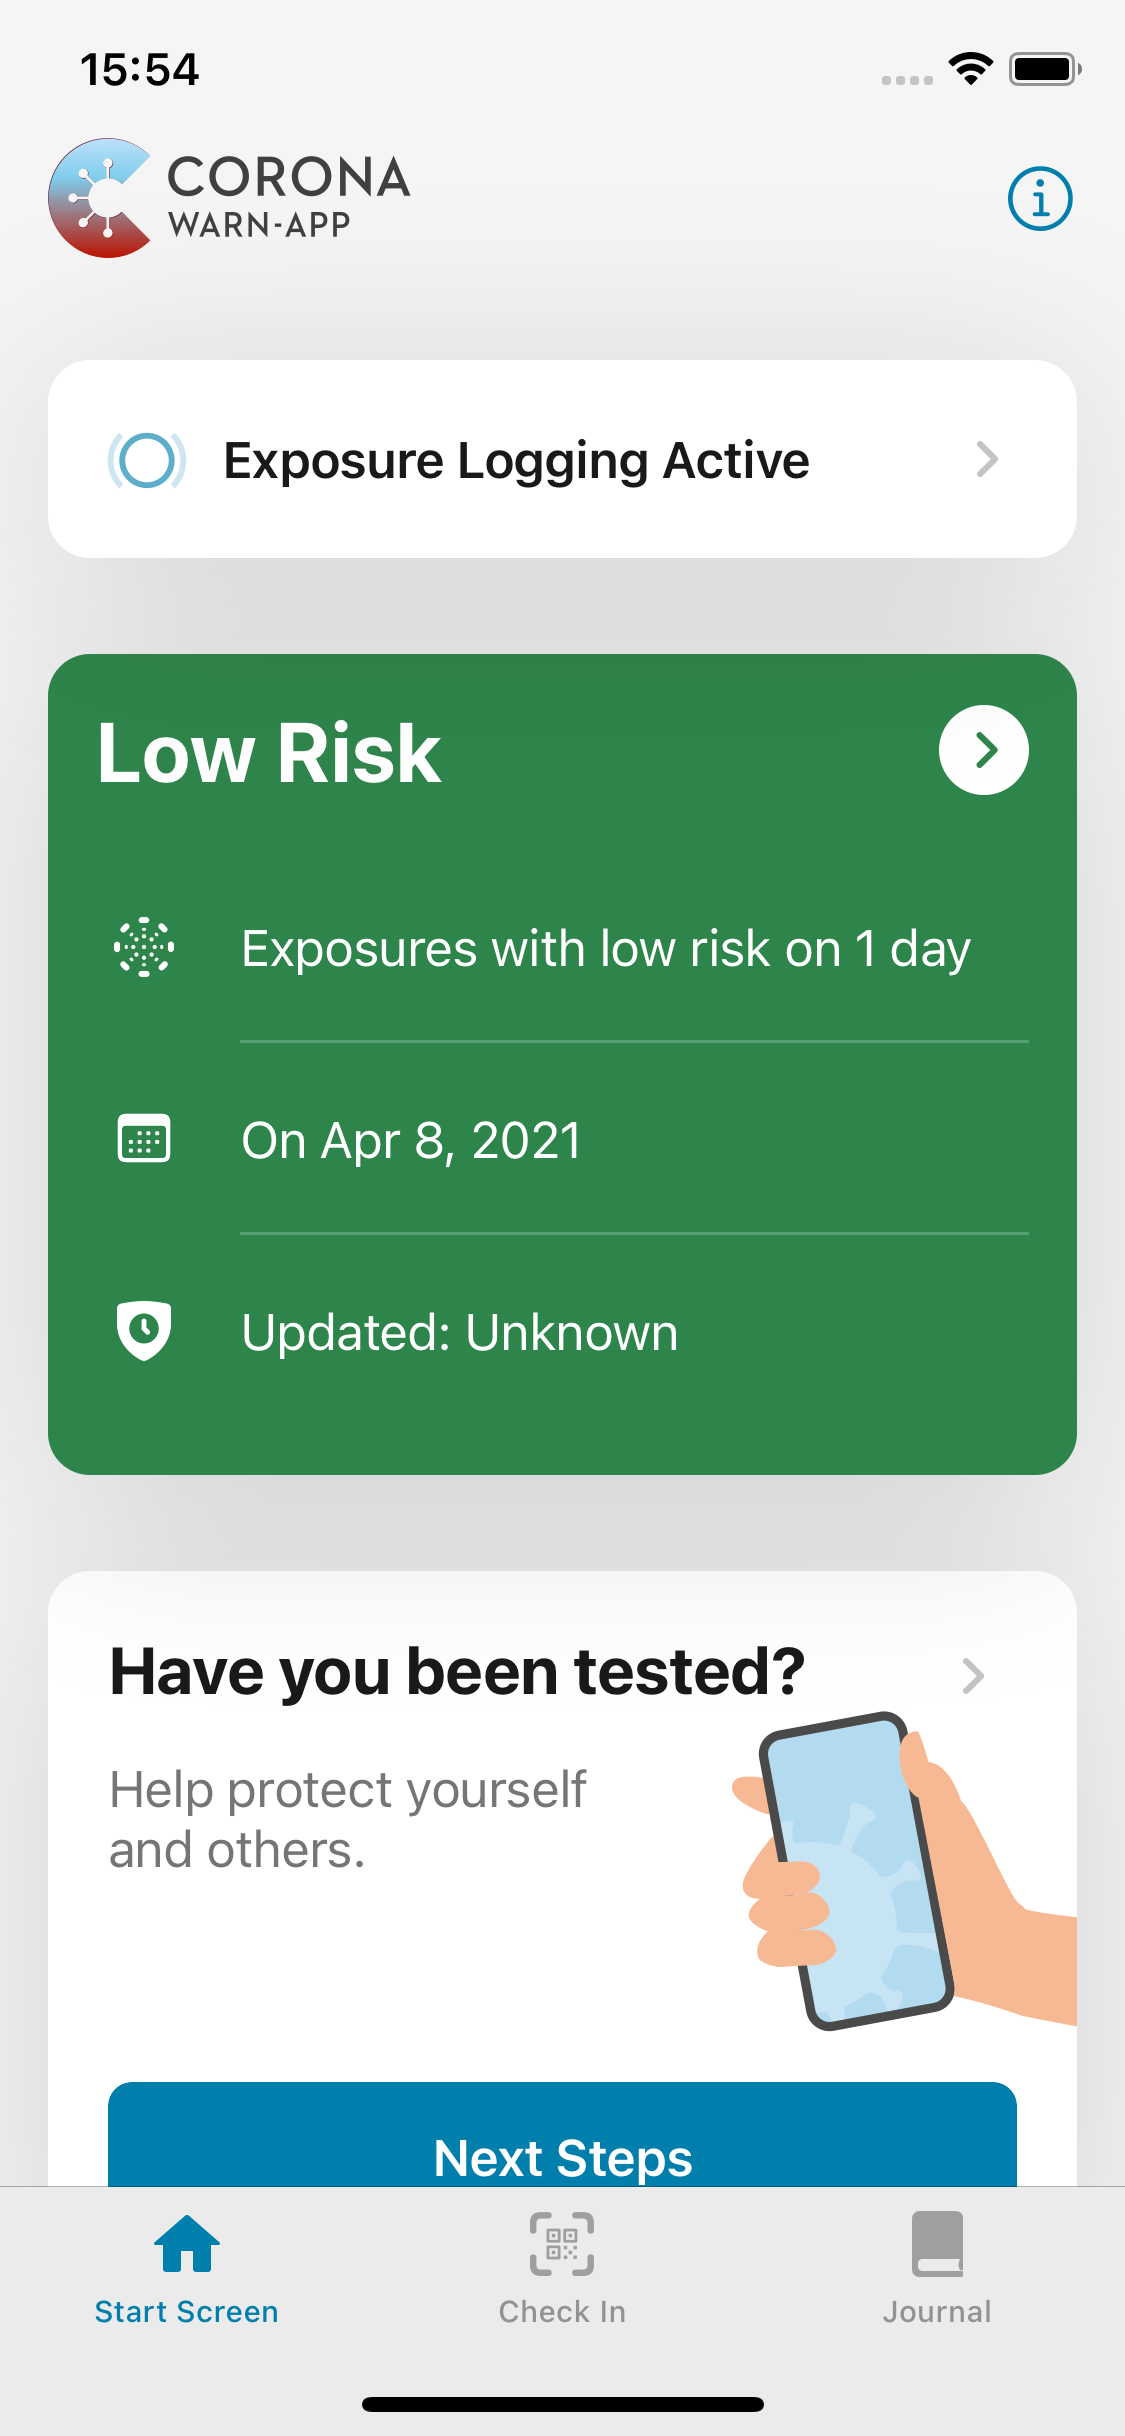 15:54
CORONA
WARN-APP
Exposure Logging Active
Low Risk
Exposures with low risk on 1 day
On Apr 8, 2021
Updated: Unknown
Have you been tested?
Help protect yourself
and others.
Next Steps
Start Screen
Check In
Journal